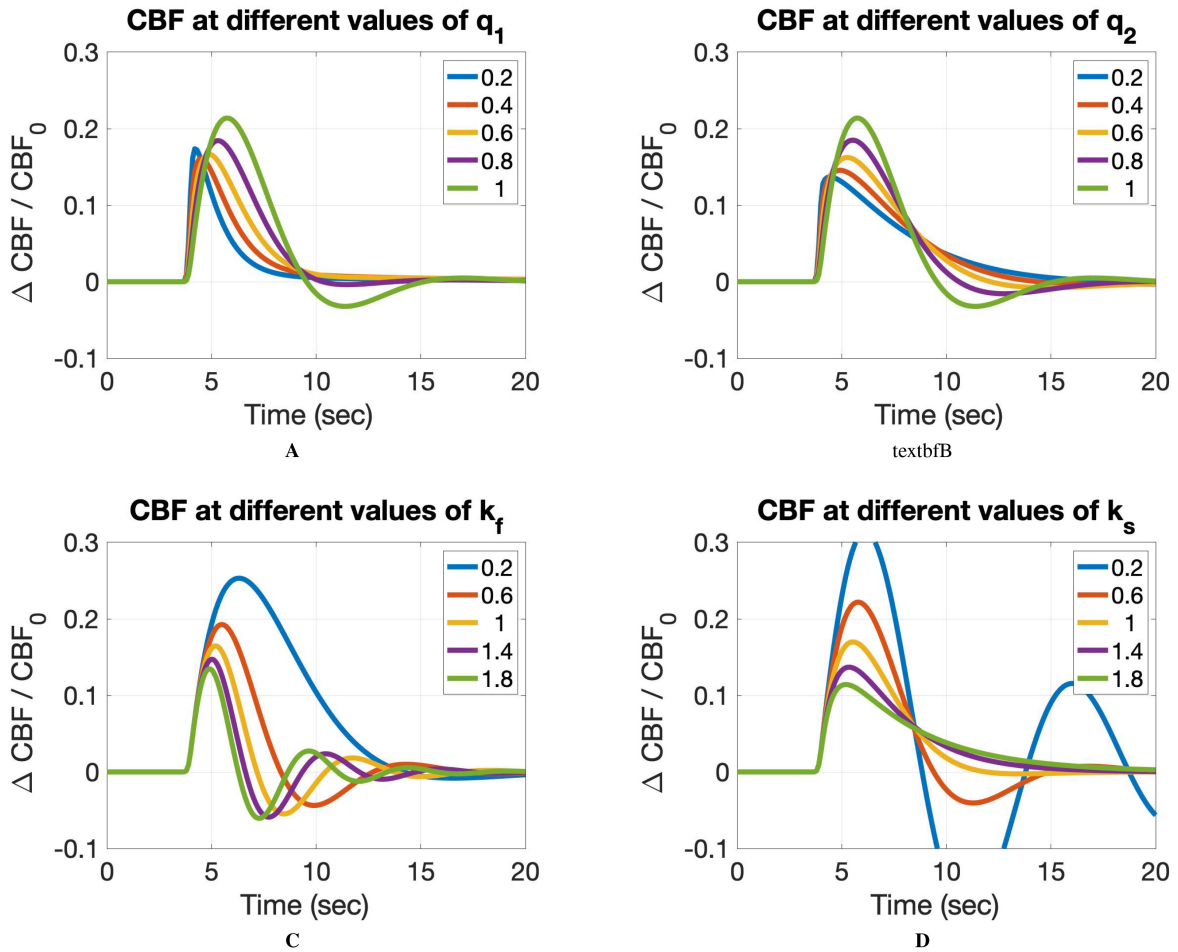 CBF at different values of q1
Δ CBF / CBF0
0.3
0.2
0.1
0
-0.1
0.2
0.4
0.6
0.8
1
0 5 10 15 20
Time (sec)
A
CBF at different values of q2
Δ CBF / CBF0
0.3
0.2
0.1
0
-0.1
0.2
0.4
0.6
0.8
1
0 5 10 15 20
Time (sec)
textbfB
CBF at different values of kf
Δ CBF / CBF0
0.3
0.2
0.1
0
-0.1
0.2
0.6
1
1.4
1.8
0 5 10 15 20
Time (sec)
C
CBF at different values of ks
Δ CBF / CBF0
0.3
0.2
0.1
0
-0.1
0.2
0.6
1
1.4
1.8
0 5 10 15 20
Time (sec)
D